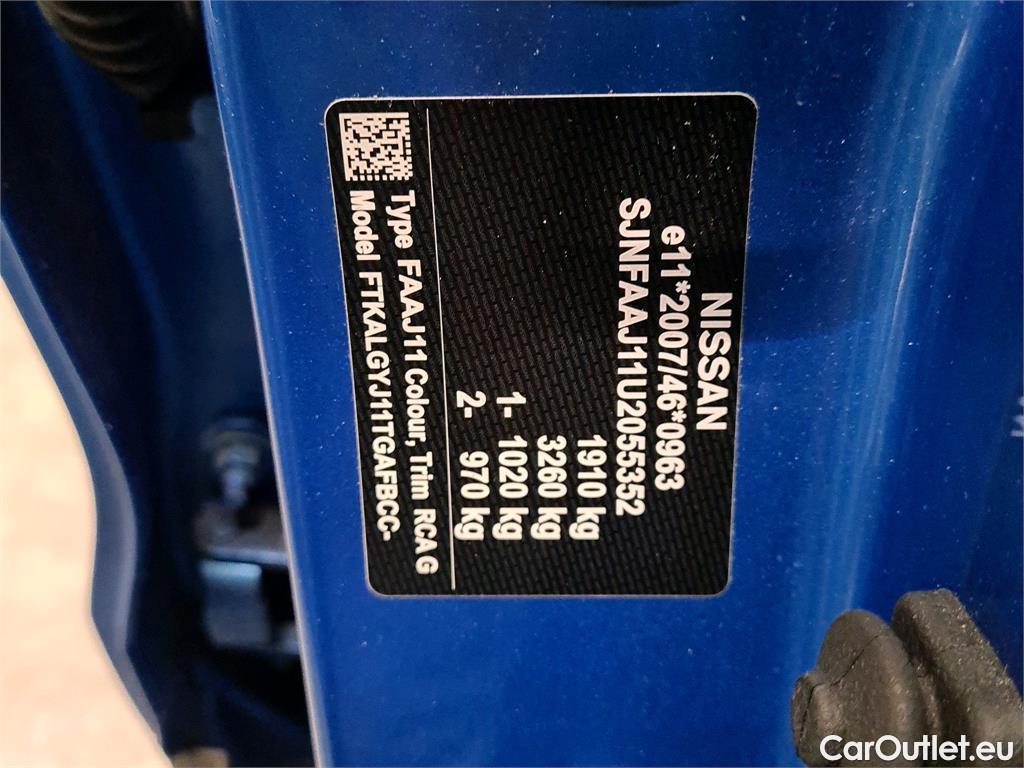 NISSAN
e11*2007/46*0963
SJNFAAJ11U2055352
1910 kg
3260 kg
1- 1020 kg
2- 970 kg
Type FAAJ11 Colour, Trim RCA G
Model FTKALGYJ11TGAFBCC-
CarOutlet.eu